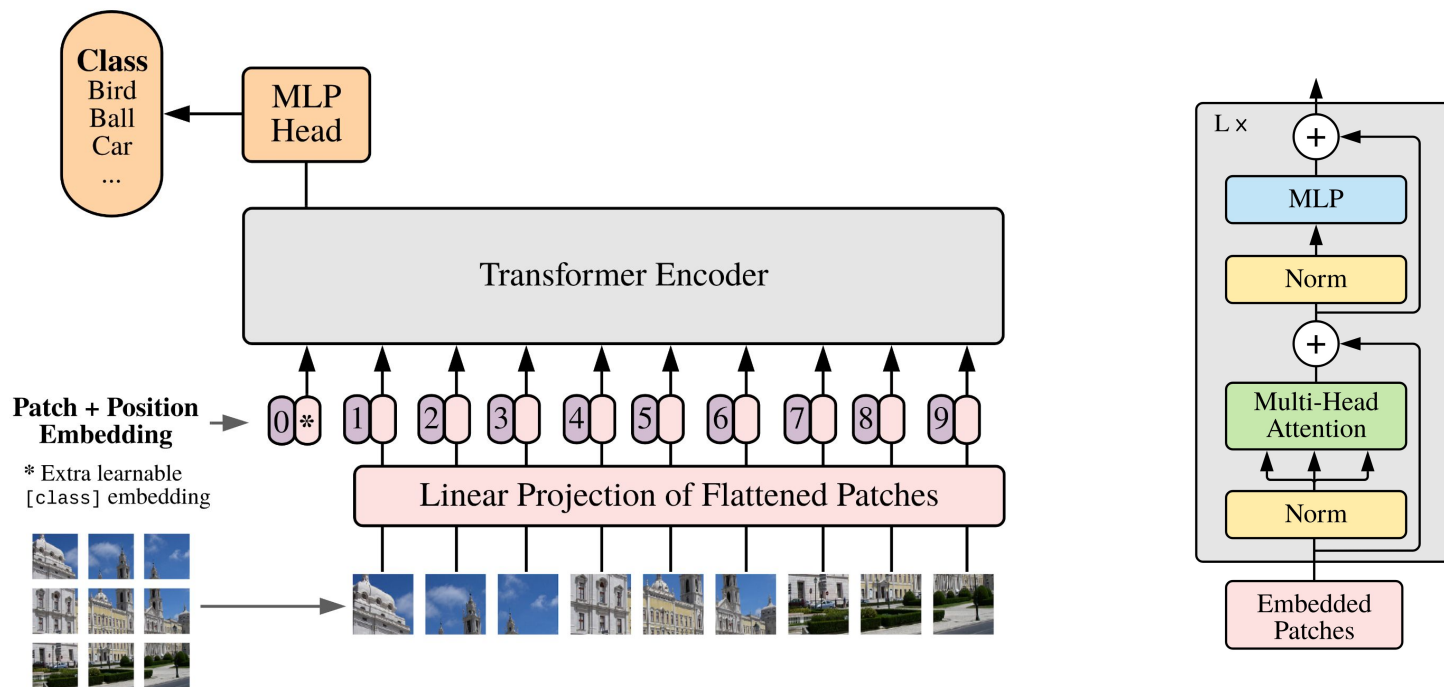 Class
Bird
Ball
Car
...
MLP
Head
Transformer Encoder
Patch + Position
Embedding
0 * 1 2 3 4 5 6 7 8 9
* Extra learnable
[class] embedding
Linear Projection of Flattened Patches
L ×
+
MLP
Norm
+
Multi-Head
Attention
Norm
Embedded
Patches